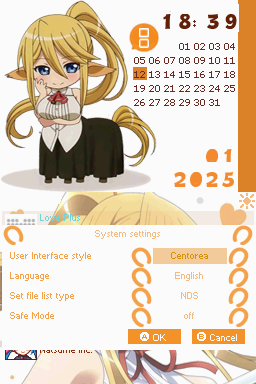 18:39
01 02 03 04
05 06 07 08 09 10 11
12 13 14 15 16 17 18
19 20 21 22 23 24 25
26 27 28 29 30 31
01
2025
Love Plus
System settings
User Interface style Centorea
Language English
Set file list type NDS
Safe Mode off
A OK B Cancel
Natsume Inc.